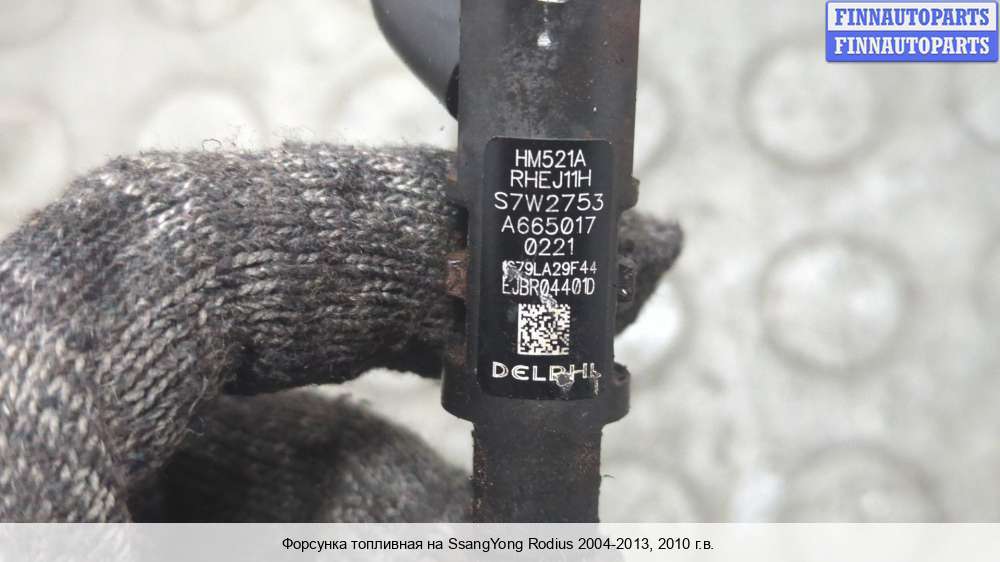 FINNAUTOPARTS
FINNAUTOPARTS
HM521A
RHEJ11H
S7W2753
A665017
0221
EJBR04401D
DELPHI
Форсунка топливная на SsangYong Rodius 2004-2013, 2010 г.в.